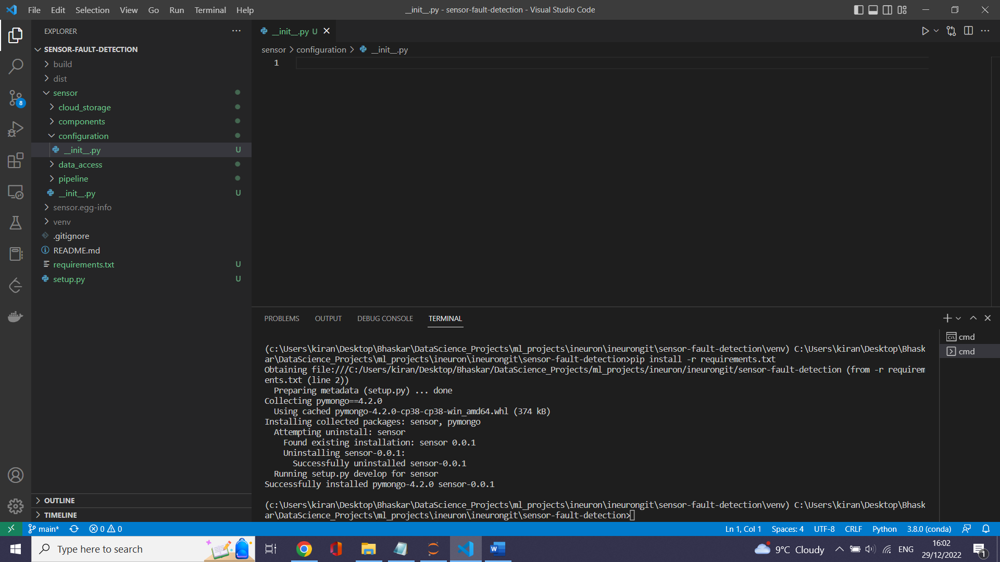 File Edit Selection View Go Run Terminal Help
__init__.py - sensor-fault-detection - Visual Studio Code
EXPLORER
SENSOR-FAULT-DETECTION
build
dist
sensor
cloud_storage
components
configuration
__init__.py U
data_access
pipeline
__init__.py U
sensor.egg-info
venv
.gitignore
README.md
requirements.txt U
setup.py U
OUTLINE
TIMELINE
8
__init__.py U
sensor > configuration > __init__.py
1
PROBLEMS OUTPUT DEBUG CONSOLE TERMINAL
cmd
cmd
(c:\Users\kiran\Desktop\Bhaskar\DataScience_Projects\ml_projects\ineuron\ineurongit\sensor-fault-detection\venv) C:\Users\kiran\Desktop\Bhask
ar\DataScience_Projects\ml_projects\ineuron\ineurongit\sensor-fault-detection>pip install -r requirements.txt
Obtaining file:///C:/Users/kiran/Desktop/Bhaskar/DataScience_Projects/ml_projects/ineuron/ineurongit/sensor-fault-detection (from -r requirem
ents.txt (line 2))
Preparing metadata (setup.py) ... done
Collecting pymongo==4.2.0
Using cached pymongo-4.2.0-cp38-cp38-win_amd64.whl (374 kB)
Installing collected packages: sensor, pymongo
Attempting uninstall: sensor
Found existing installation: sensor 0.0.1
Uninstalling sensor-0.0.1:
Successfully uninstalled sensor-0.0.1
Running setup.py develop for sensor
Successfully installed pymongo-4.2.0 sensor-0.0.1
(c:\Users\kiran\Desktop\Bhaskar\DataScience_Projects\ml_projects\ineuron\ineurongit\sensor-fault-detection\venv) C:\Users\kiran\Desktop\Bhask
ar\DataScience_Projects\ml_projects\ineuron\ineurongit\sensor-fault-detection>
main* 0 0 Ln 1, Col 1 Spaces: 4 UTF-8 CRLF Python 3.8.0 (conda)
Type here to search
9°C Cloudy ENG
16:02
29/12/2022
1